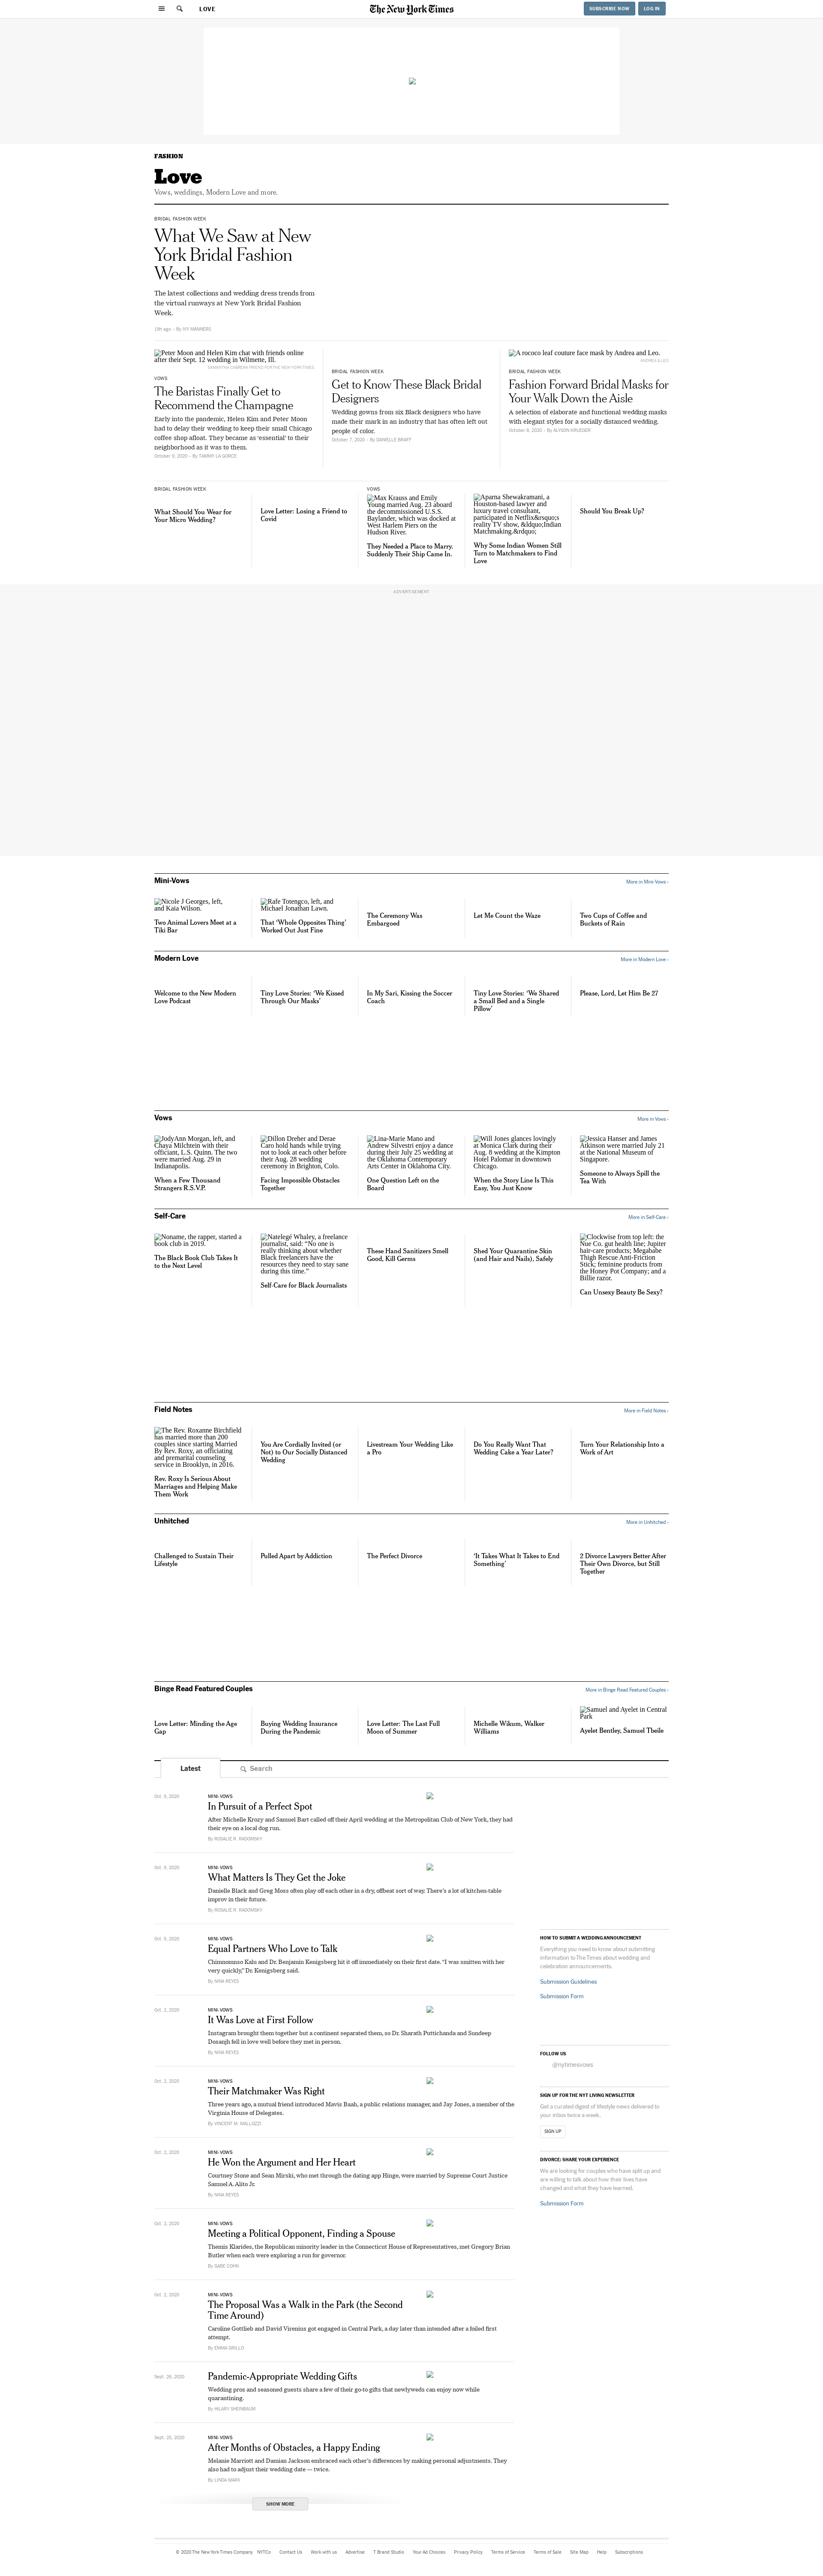 LOVE
The New York Times
SUBSCRIBE NOW
LOG IN
FASHION
Love
Vows, weddings, Modern Love and more.
BRIDAL FASHION WEEK
What We Saw at New
York Bridal Fashion
Week
The latest collections and wedding dress trends from
the virtual runways at New York Bridal Fashion
Week.
19h ago - By IVY MANNERS
Peter Moon and Helen Kim chat with friends online
after their Sept. 12 wedding in Wilmette, Ill.
VOWS
The Baristas Finally Get to
Recommend the Champagne
Early into the pandemic, Helen Kim and Peter Moon
had to delay their wedding to keep their small Chicago
coffee shop afloat. They became as ‘essential’ to their
neighborhood as it was to them.
October 9, 2020 - By TAMMY LA GORCE
BRIDAL FASHION WEEK
Get to Know These Black Bridal
Designers
Wedding gowns from six Black designers who have
made their mark in an industry that has often left out
people of color.
October 7, 2020 - By DANIELLE BRAFF
A rococo leaf couture face mask by Andrea and Leo.
ANDREA & LEO
BRIDAL FASHION WEEK
Fashion Forward Bridal Masks for
Your Walk Down the Aisle
A selection of elaborate and functional wedding masks
with elegant styles for a socially distanced wedding.
October 8, 2020 - By ALYSON KRUEGER
BRIDAL FASHION WEEK
What Should You Wear for
Your Micro Wedding?
Love Letter: Losing a Friend to
Covid
VOWS
Max Krauss and Emily
Young married Aug. 23 aboard
the decommissioned U.S.S.
Baylander, which was docked at
West Harlem Piers on the
Hudson River.
They Needed a Place to Marry.
Suddenly Their Ship Came In.
Aparna Shewakramani, a
Houston-based lawyer and
luxury travel consultant,
participated in Netflix&rsquo;s
reality TV show, &ldquo;Indian
Matchmaking.&rdquo;
Why Some Indian Women Still
Turn to Matchmakers to Find
Love
Should You Break Up?
ADVERTISEMENT
Mini-Vows
More in Mini-Vows ›
Nicole J Georges, left,
and Kaia Wilson.
Two Animal Lovers Meet at a
Tiki Bar
Rafe Totengco, left, and
Michael Jonathan Lawn.
That ‘Whole Opposites Thing’
Worked Out Just Fine
The Ceremony Was
Embargoed
Let Me Count the Waze
Two Cups of Coffee and
Buckets of Rain
Modern Love
More in Modern Love ›
Welcome to the New Modern
Love Podcast
Tiny Love Stories: ‘We Kissed
Through Our Masks’
In My Sari, Kissing the Soccer
Coach
Tiny Love Stories: ‘We Shared
a Small Bed and a Single
Pillow’
Please, Lord, Let Him Be 27
Vows
More in Vows ›
JodyAnn Morgan, left, and
Chaya Milchtein with their
officiant, L.S. Quinn. The two
were married Aug. 29 in
Indianapolis.
When a Few Thousand
Strangers R.S.V.P.
Dillon Dreher and Derae
Caro hold hands while trying
not to look at each other before
their Aug. 28 wedding
ceremony in Brighton, Colo.
Facing Impossible Obstacles
Together
Lina-Marie Mano and
Andrew Silvestri enjoy a dance
during their July 25 wedding at
the Oklahoma Contemporary
Arts Center in Oklahoma City.
One Question Left on the
Board
Will Jones glances lovingly
at Monica Clark during their
Aug. 8 wedding at the Kimpton
Hotel Palomar in downtown
Chicago.
When the Story Line Is This
Easy, You Just Know
Jessica Hanser and James
Atkinson were married July 21
at the National Museum of
Singapore.
Someone to Always Spill the
Tea With
Self-Care
More in Self-Care ›
Noname, the rapper, started a
book club in 2019.
The Black Book Club Takes It
to the Next Level
Natelegé Whaley, a freelance
journalist, said: “No one is
really thinking about whether
Black freelancers have the
resources they need to stay sane
during this time.”
Self-Care for Black Journalists
These Hand Sanitizers Smell
Good, Kill Germs
Shed Your Quarantine Skin
(and Hair and Nails), Safely
Clockwise from top left: the
Nue Co. gut health line; Jupiter
hair-care products; Megababe
Thigh Rescue Anti-Friction
Stick; feminine products from
the Honey Pot Company; and a
Billie razor.
Can Unsexy Beauty Be Sexy?
Field Notes
More in Field Notes ›
The Rev. Roxanne Birchfield
has married more than 200
couples since starting Married
By Rev. Roxy, an officiating
and premarital counseling
service in Brooklyn, in 2016.
Rev. Roxy Is Serious About
Marriages and Helping Make
Them Work
You Are Cordially Invited (or
Not) to Our Socially Distanced
Wedding
Livestream Your Wedding Like
a Pro
Do You Really Want That
Wedding Cake a Year Later?
Turn Your Relationship Into a
Work of Art
Unhitched
More in Unhitched ›
Challenged to Sustain Their
Lifestyle
Pulled Apart by Addiction
The Perfect Divorce
‘It Takes What It Takes to End
Something’
2 Divorce Lawyers Better After
Their Own Divorce, but Still
Together
Binge Read Featured Couples
More in Binge Read Featured Couples ›
Love Letter: Minding the Age
Gap
Buying Wedding Insurance
During the Pandemic
Love Letter: The Last Full
Moon of Summer
Michelle Wikum, Walker
Williams
Samuel and Ayelet in Central
Park
Ayelet Bentley, Samuel Tbeile
Latest
Search
Oct. 9, 2020
MINI-VOWS
In Pursuit of a Perfect Spot
After Michelle Krozy and Samuel Bart called off their April wedding at the Metropolitan Club of New York, they had
their eye on a local dog run.
By ROSALIE R. RADOMSKY
Oct. 9, 2020
MINI-VOWS
What Matters Is They Get the Joke
Danielle Black and Greg Moss often play off each other in a dry, offbeat sort of way. There’s a lot of kitchen-table
improv in their future.
By ROSALIE R. RADOMSKY
Oct. 9, 2020
MINI-VOWS
Equal Partners Who Love to Talk
Chimnomnso Kalu and Dr. Benjamin Kenigsberg hit it off immediately on their first date. “I was smitten with her
very quickly,” Dr. Kenigsberg said.
By NINA REYES
Oct. 2, 2020
MINI-VOWS
It Was Love at First Follow
Instagram brought them together but a continent separated them, so Dr. Sharath Puttichanda and Sundeep
Dosanjh fell in love well before they met in person.
By NINA REYES
Oct. 2, 2020
MINI-VOWS
Their Matchmaker Was Right
Three years ago, a mutual friend introduced Mavis Baah, a public relations manager, and Jay Jones, a member of the
Virginia House of Delegates.
By VINCENT M. MALLOZZI
Oct. 2, 2020
MINI-VOWS
He Won the Argument and Her Heart
Courtney Stone and Sean Mirski, who met through the dating app Hinge, were married by Supreme Court Justice
Samuel A. Alito Jr.
By NINA REYES
Oct. 2, 2020
MINI-VOWS
Meeting a Political Opponent, Finding a Spouse
Themis Klarides, the Republican minority leader in the Connecticut House of Representatives, met Gregory Brian
Butler when each were exploring a run for governor.
By GABE COHN
Oct. 2, 2020
MINI-VOWS
The Proposal Was a Walk in the Park (the Second
Time Around)
Caroline Gottlieb and David Virenius got engaged in Central Park, a day later than intended after a foiled first
attempt.
By EMMA GRILLO
Sept. 26, 2020
Pandemic-Appropriate Wedding Gifts
Wedding pros and seasoned guests share a few of their go-to gifts that newlyweds can enjoy now while
quarantining.
By HILARY SHEINBAUM
Sept. 25, 2020
MINI-VOWS
After Months of Obstacles, a Happy Ending
Melanie Marriott and Damian Jackson embraced each other’s differences by making personal adjustments. They
also had to adjust their wedding date — twice.
By LINDA MARX
SHOW MORE
HOW TO SUBMIT A WEDDING ANNOUNCEMENT
Everything you need to know about submitting
information to The Times about wedding and
celebration announcements.
Submission Guidelines
Submission Form
FOLLOW US
@nytimesvows
SIGN UP FOR THE NYT LIVING NEWSLETTER
Get a curated digest of lifestyle news delivered to
your inbox twice a week.
SIGN UP
DIVORCE: SHARE YOUR EXPERIENCE
We are looking for couples who have split up and
are willing to talk about how their lives have
changed and what they have learned.
Submission Form
© 2020 The New York Times Company
NYTCo
Contact Us
Work with us
Advertise
T Brand Studio
Your Ad Choices
Privacy Policy
Terms of Service
Terms of Sale
Site Map
Help
Subscriptions